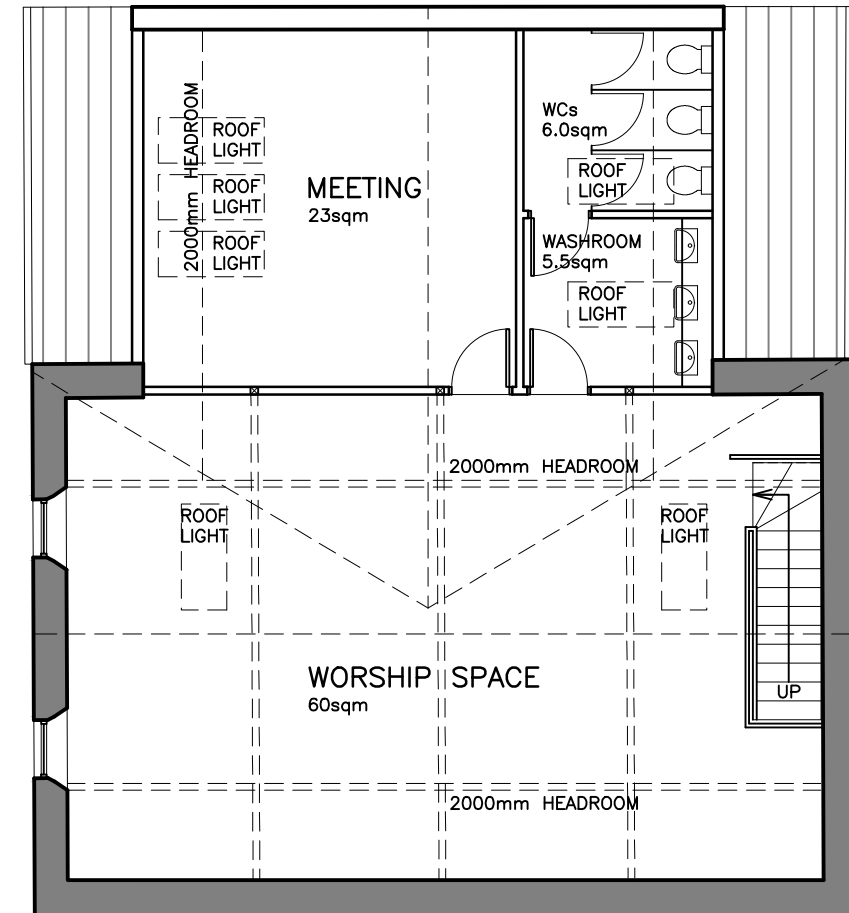 2000mm HEADROOM
ROOF
LIGHT
ROOF
LIGHT
ROOF
LIGHT
MEETING
23sqm
WCs
6.0sqm
ROOF
LIGHT
WASHROOM
5.5sqm
ROOF
LIGHT
2000mm HEADROOM
ROOF
LIGHT
ROOF
LIGHT
WORSHIP SPACE
60sqm
UP
2000mm HEADROOM